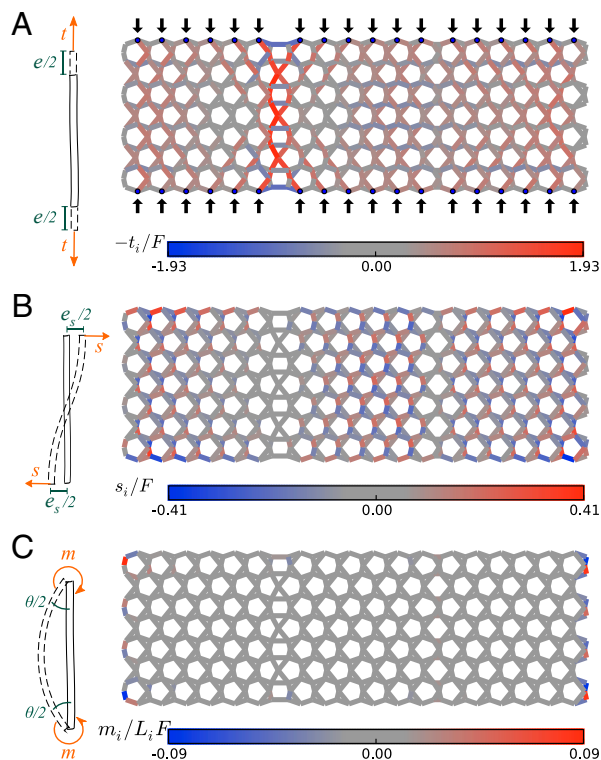 A
t
e/2
e/2
t
-t_i/F
-1.93 0.00 1.93
B
e_s/2
s
s
e_s/2
s_i/F
-0.41 0.00 0.41
C
m
θ/2
θ/2
m
m_i/L_iF
-0.09 0.00 0.09